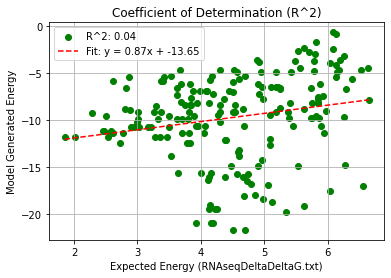 Coefficient of Determination (R^2)
R^2: 0.04
Fit: y = 0.87x + -13.65
Model Generated Energy
0
−5
−10
−15
−20
2
3
4
5
6
Expected Energy (RNAseqDeltaDeltaG.txt)